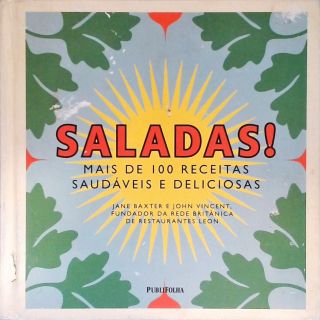 SALADAS!
MAIS DE 100 RECEITAS
SAUDÁVEIS E DELICIOSAS
JANE BAXTER E JOHN VINCENT,
FUNDADOR DA REDE BRITÂNICA
DE RESTAURANTES LEON
PUBLIFOLHA